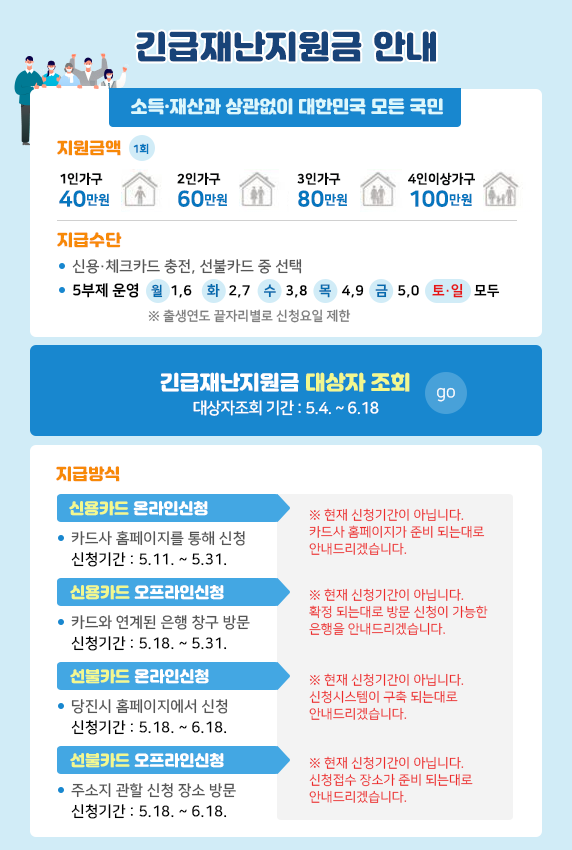 긴급재난지원금 안내
소득·재산과 상관없이 대한민국 모든 국민
지원금액 1회
1인가구 2인가구 3인가구 4인이상가구
40만원 60만원 80만원 100만원
지급수단
• 신용·체크카드 충전, 선불카드 중 선택
• 5부제 운영 월 1,6 화 2,7 수 3,8 목 4,9 금 5,0 토·일 모두
※ 출생연도 끝자리별로 신청요일 제한
긴급재난지원금 대상자 조회
대상자조회 기간 : 5.4. ~ 6.18
go
지급방식
신용카드 온라인신청
• 카드사 홈페이지를 통해 신청
신청기간 : 5.11. ~ 5.31.
※ 현재 신청기간이 아닙니다.
카드사 홈페이지가 준비 되는대로
안내드리겠습니다.
신용카드 오프라인신청
• 카드와 연계된 은행 창구 방문
신청기간 : 5.18. ~ 5.31.
※ 현재 신청기간이 아닙니다.
확정 되는대로 방문 신청이 가능한
은행을 안내드리겠습니다.
선불카드 온라인신청
• 당진시 홈페이지에서 신청
신청기간 : 5.18. ~ 6.18.
※ 현재 신청기간이 아닙니다.
신청시스템이 구축 되는대로
안내드리겠습니다.
선불카드 오프라인신청
• 주소지 관할 신청 장소 방문
신청기간 : 5.18. ~ 6.18.
※ 현재 신청기간이 아닙니다.
신청접수 장소가 준비 되는대로
안내드리겠습니다.